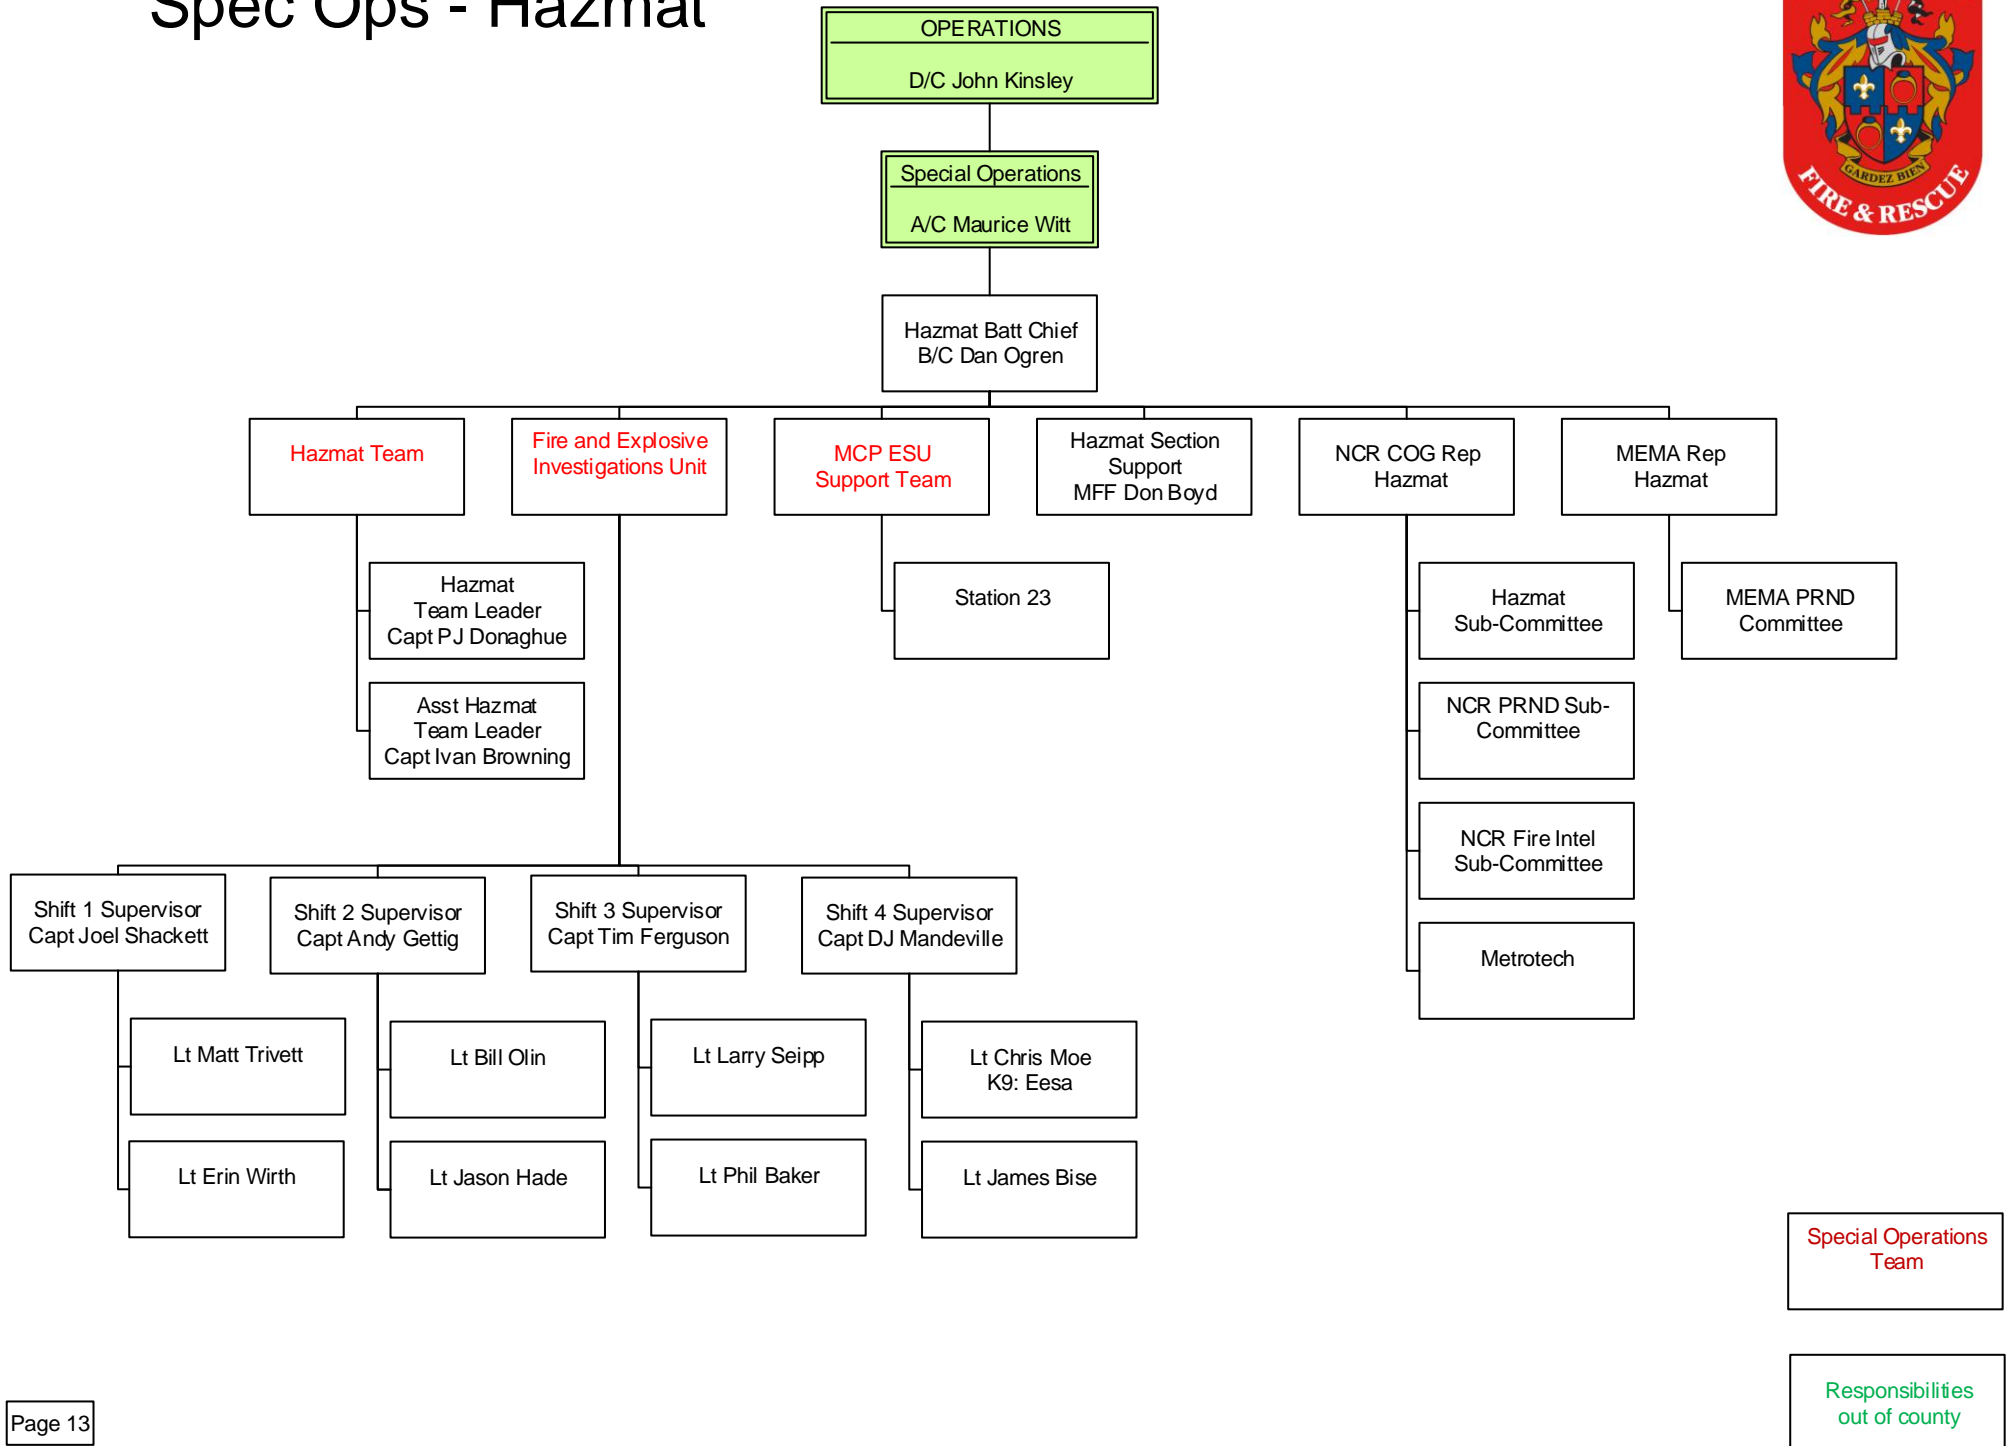 Spec Ops - Hazmat
OPERATIONS
D/C John Kinsley
Special Operations
A/C Maurice Witt
GARDEZ BIEN
FIRE & RESCUE
Hazmat Batt Chief
B/C Dan Ogren
Hazmat Team
Fire and Explosive
Investigations Unit
MCP ESU
Support Team
Hazmat Section
Support
MFF Don Boyd
NCR COG Rep
Hazmat
MEMA Rep
Hazmat
Hazmat
Team Leader
Capt PJ Donaghue
Station 23
Hazmat
Sub-Committee
MEMA PRND
Committee
Asst Hazmat
Team Leader
Capt Ivan Browning
NCR PRND Sub-
Committee
NCR Fire Intel
Sub-Committee
Metrotech
Shift 1 Supervisor
Capt Joel Shackett
Shift 2 Supervisor
Capt Andy Gettig
Shift 3 Supervisor
Capt Tim Ferguson
Shift 4 Supervisor
Capt DJ Mandeville
Lt Matt Trivett
Lt Bill Olin
Lt Larry Seipp
Lt Chris Moe
K9: Eesa
Lt Erin Wirth
Lt Jason Hade
Lt Phil Baker
Lt James Bise
Special Operations
Team
Responsibilities
out of county
Page 13